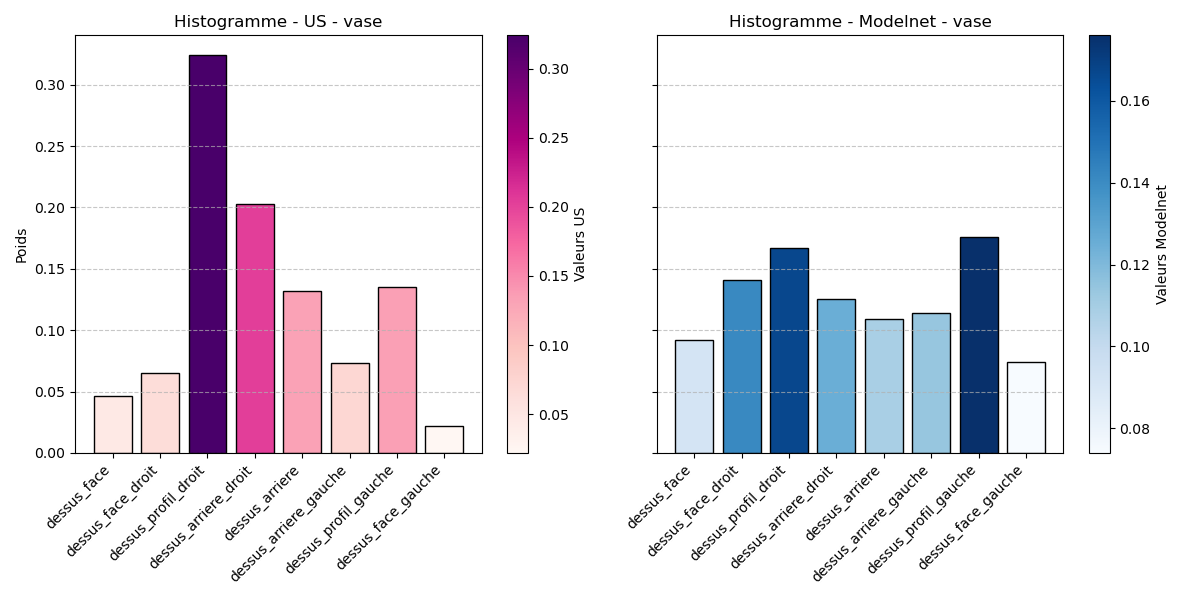 Histogramme - US - vase
Poids
0.30
0.25
0.20
0.15
0.10
0.05
0.00
dessus_face
dessus_face_droit
dessus_profil_droit
dessus_arriere_droit
dessus_arriere
dessus_arriere_gauche
dessus_profil_gauche
dessus_face_gauche
0.30
0.25
0.20
0.15
0.10
0.05
Valeurs US
Histogramme - Modelnet - vase
dessus_face
dessus_face_droit
dessus_profil_droit
dessus_arriere_droit
dessus_arriere
dessus_arriere_gauche
dessus_profil_gauche
dessus_face_gauche
0.16
0.14
0.12
0.10
0.08
Valeurs Modelnet